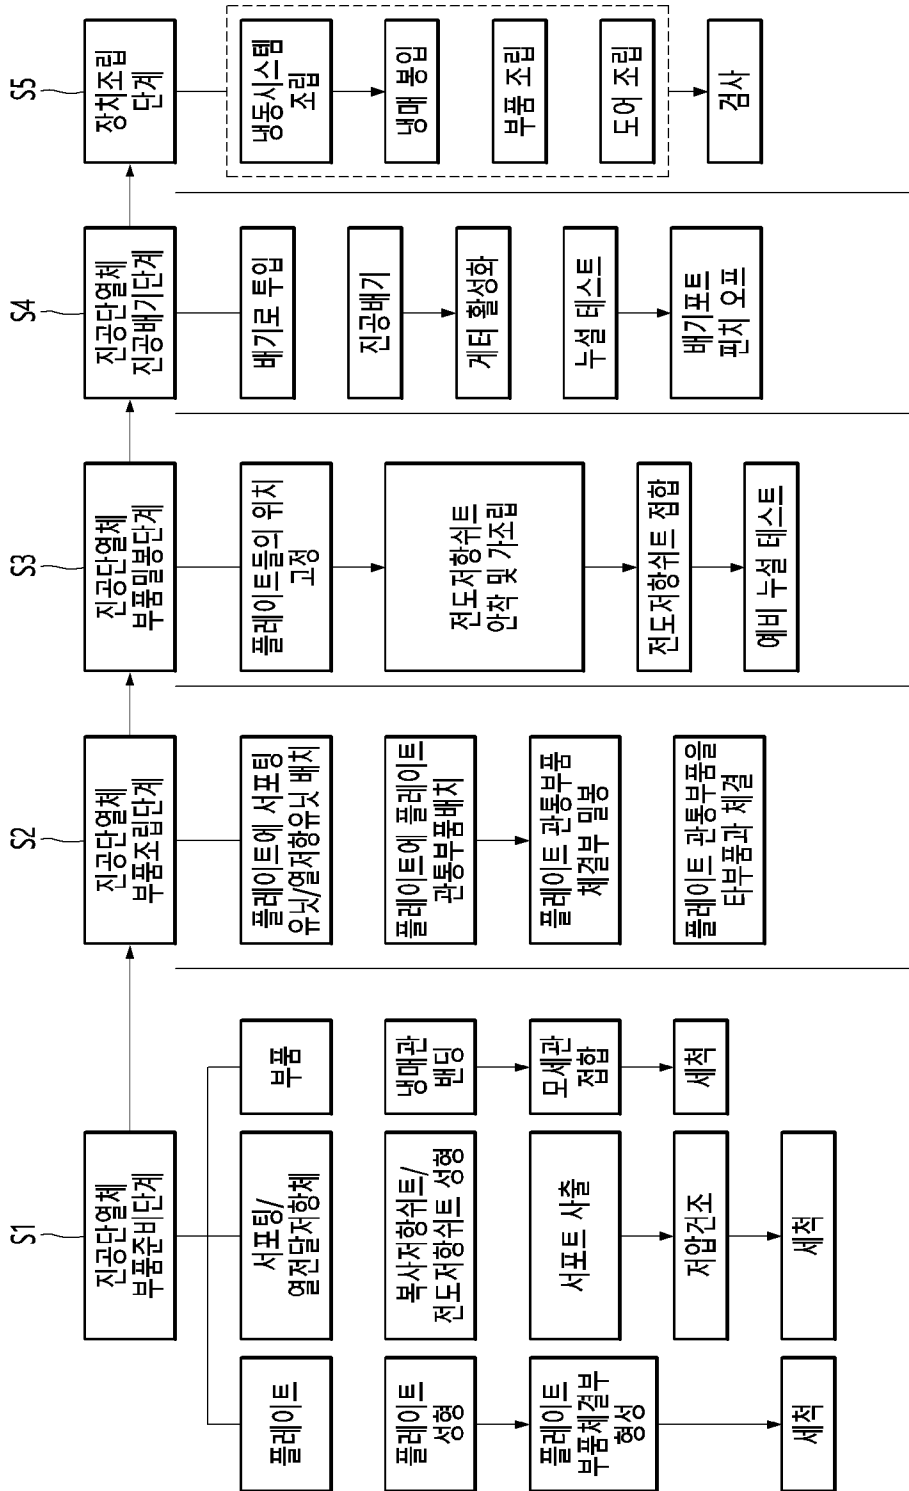 S1
진공단열체
부품준비단계
플레이트
플레이트
성형
플레이트
부품체결부
형성
세척
서포팅/
열전달저항체
복사저항쉬트/
전도저항쉬트 성형
서포트 사출
저압건조
세척
부품
냉매관
밴딩
모세관
접합
세척
S2
진공단열체
부품조립단계
플레이트에 서포팅
유닛/열저항유닛 배치
플레이트에 플레이트
관통부품배치
플레이트 관통부품
체결부 밀봉
플레이트 관통부품을
타부품과 체결
S3
진공단열체
부품밀봉단계
플레이트들의 위치
고정
전도저항쉬트
안착 및 가조립
전도저항쉬트 접합
예비 누설 테스트
S4
진공단열체
진공배기단계
배기로 투입
진공배기
게터 활성화
누설 테스트
배기포트
핀치 오프
S5
장치조립
단계
냉동시스템
조립
냉매 봉입
부품 조립
도어 조립
검사